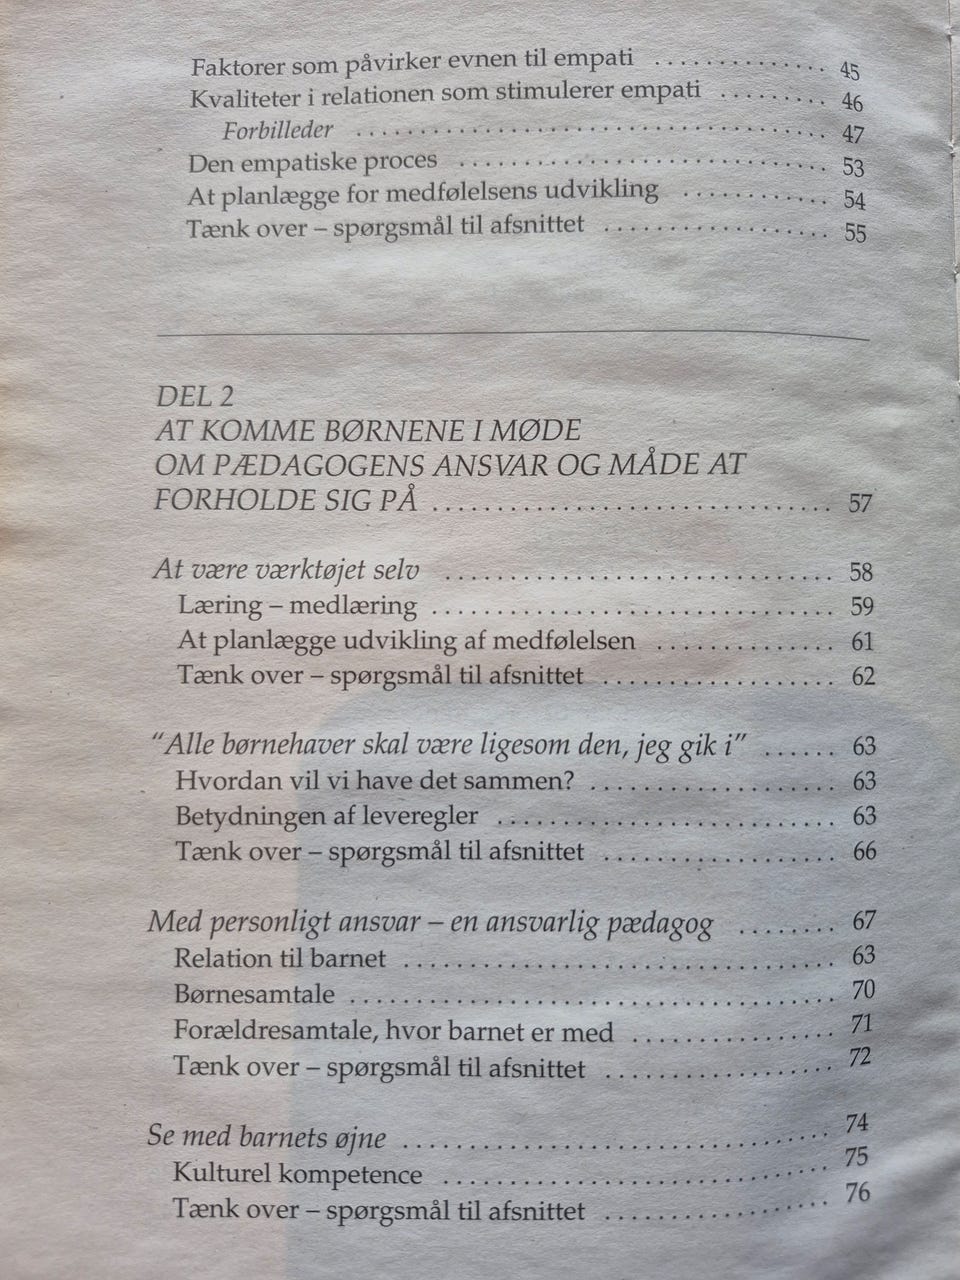 Faktorer som påvirker evnen til empati .............. 45
Kvaliteter i relationen som stimulerer empati ......... 46
Forbilleder .................................... 47
Den empatiske proces ............................ 53
At planlægge for medfølelsens udvikling ............ 54
Tænk over – spørgsmål til afsnittet .................. 55
DEL 2
AT KOMME BØRNENE I MØDE
OM PÆDAGOGENS ANSVAR OG MÅDE AT
FORHOLDE SIG PÅ ............................... 57
At være værktøjet selv .............................. 58
Læring – medlæring ............................... 59
At planlægge udvikling af medfølelsen .............. 61
Tænk over – spørgsmål til afsnittet .................. 62
"Alle børnehaver skal være ligesom den, jeg gik i" ...... 63
Hvordan vil vi have det sammen? ................... 63
Betydningen af leveregler .......................... 63
Tænk over – spørgsmål til afsnittet .................. 66
Med personligt ansvar – en ansvarlig pædagog ........ 67
Relation til barnet ................................. 63
Børnesamtale ..................................... 70
Forældresamtale, hvor barnet er med ................ 71
Tænk over – spørgsmål til afsnittet .................. 72
Se med barnets øjne ................................. 74
Kulturel kompetence .............................. 75
Tænk over – spørgsmål til afsnittet .................. 76